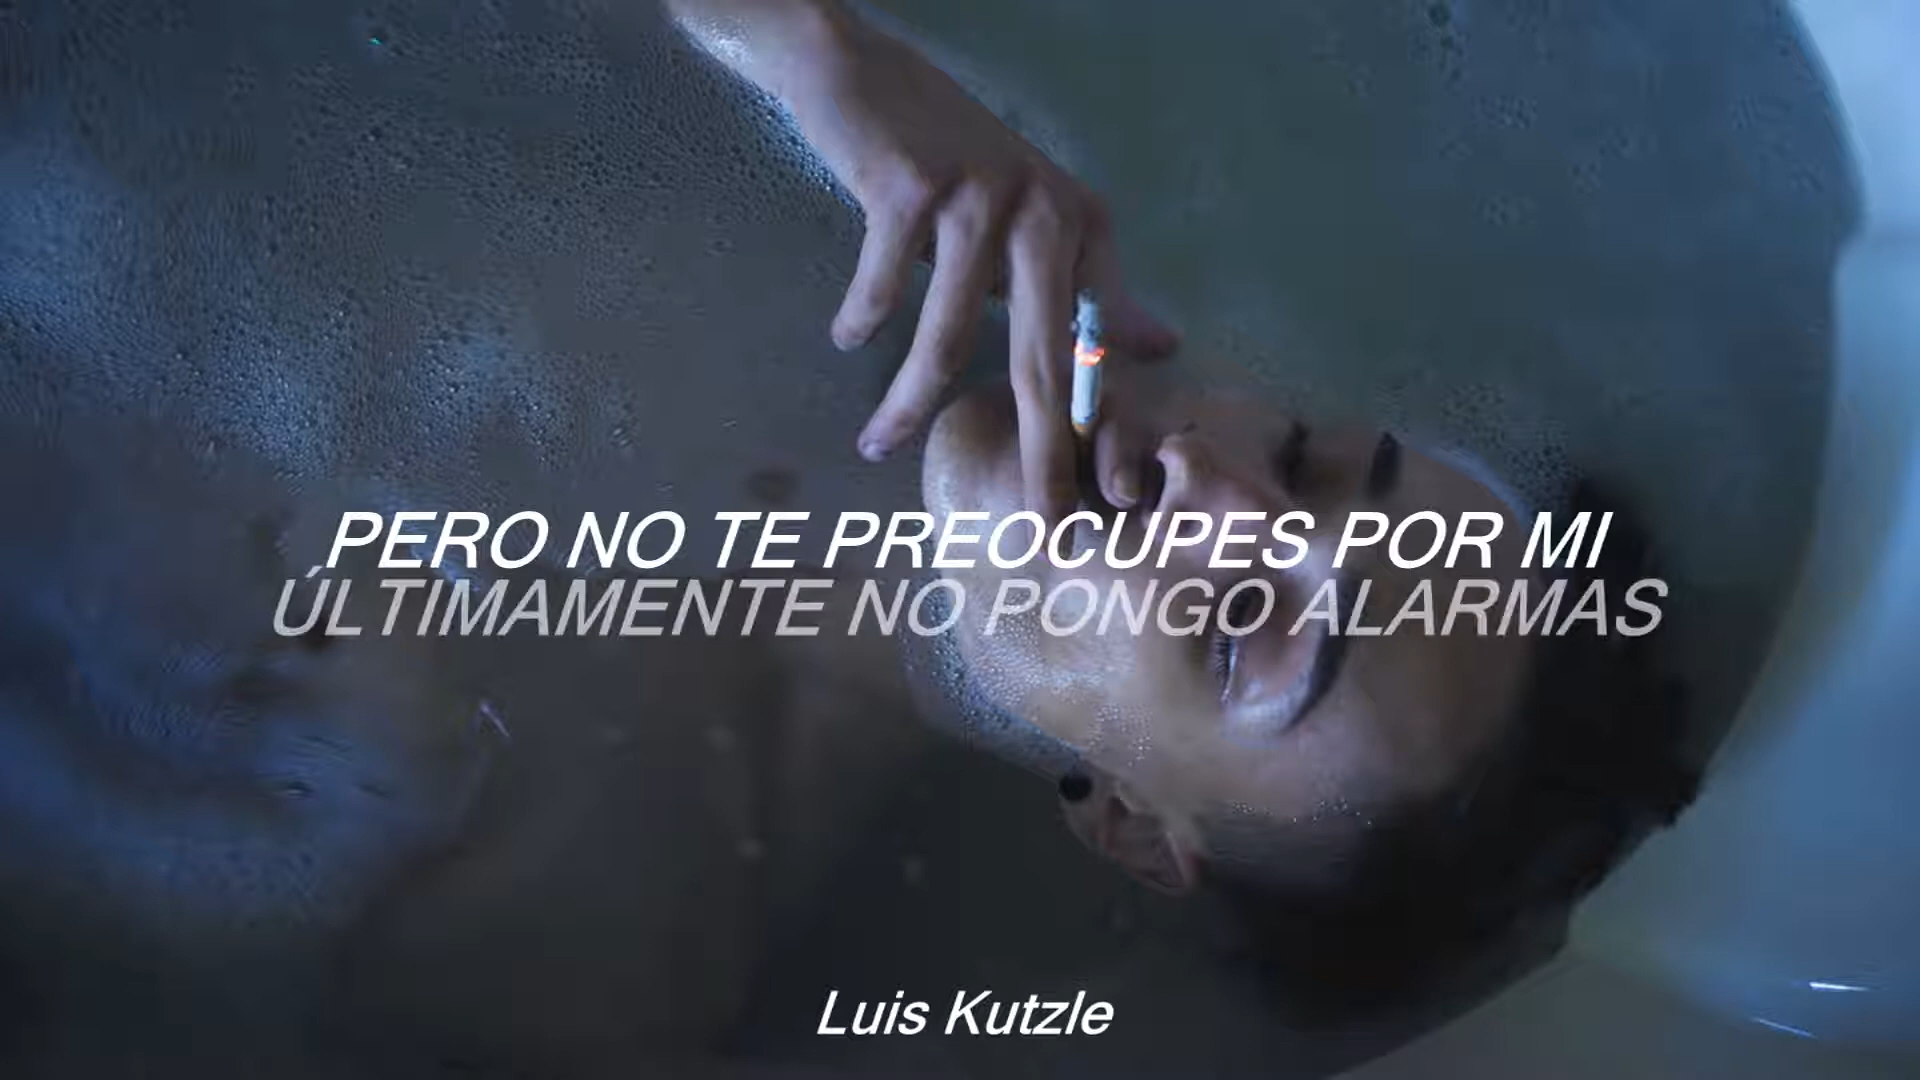 PERO NO TE PREOCUPES POR MI
ÚLTIMAMENTE NO PONGO ALARMAS
Luis Kutzle